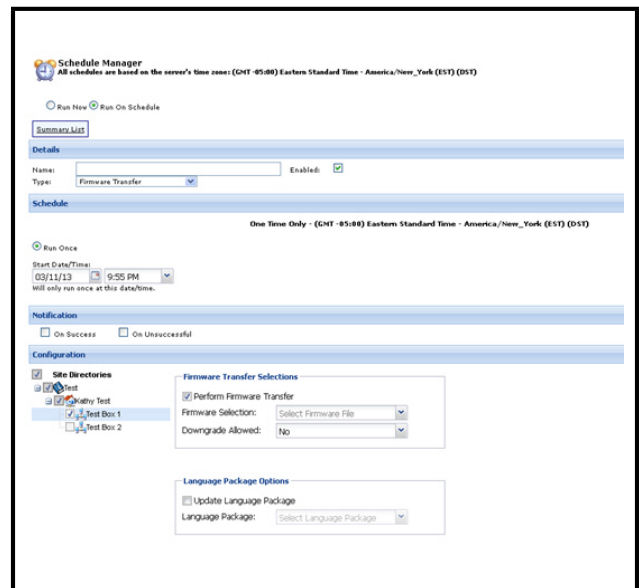 Schedule Manager
All schedules are based on the server's time zone: (GMT -05:00) Eastern Standard Time - America/New_York (EST) (DST)
Run Now Run On Schedule
Summary List
Details
Name: Enabled:
Type: Firmware Transfer
Schedule
One Time Only - (GMT -05:00) Eastern Standard Time - America/New_York (EST) (DST)
Run Once
Start Date/Time:
03/11/13 9:55 PM
Will only run once at this date/time.
Notification
On Success On Unsuccessful
Configuration
Site Directories
Test
Kathy Test
Test Box 1
Test Box 2
Firmware Transfer Selections
Perform Firmware Transfer
Firmware Selection: Select Firmware File
Downgrade Allowed: No
Language Package Options
Update Language Package
Language Package: Select Language Package